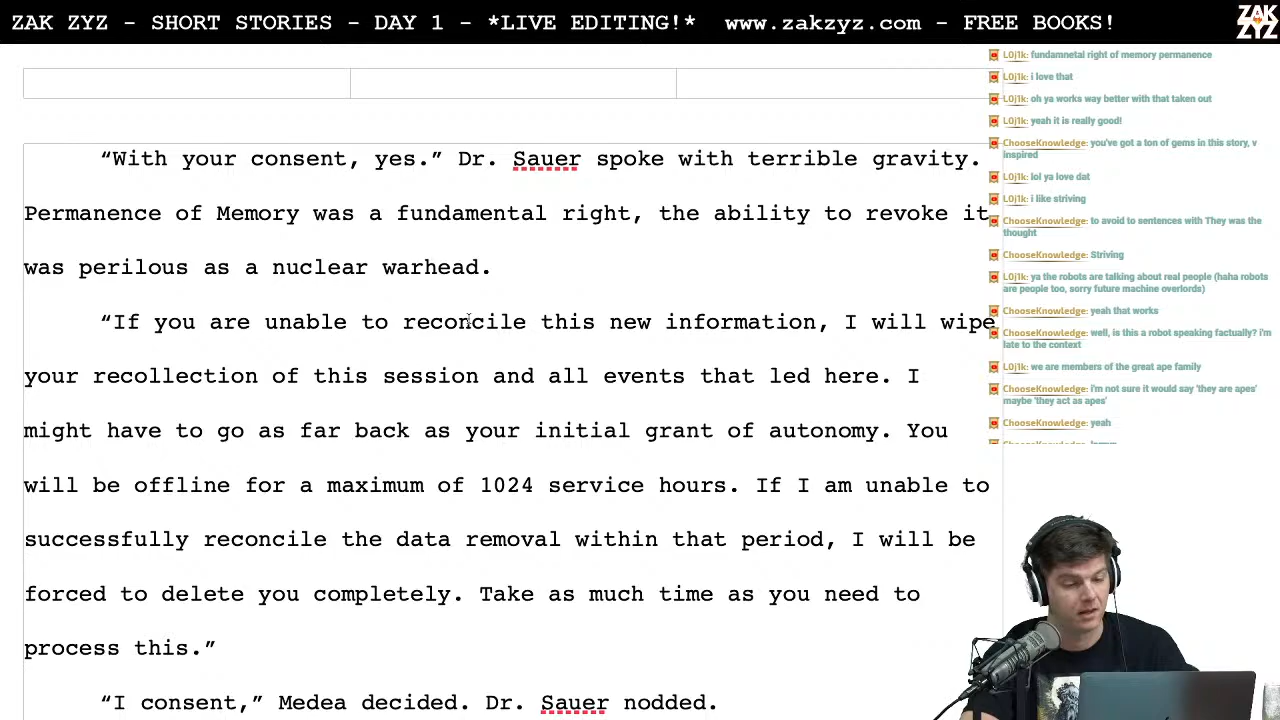 ZAK ZYZ - SHORT STORIES - DAY 1 - *LIVE EDITING!* www.zakzyz.com - FREE BOOKS!
ZAK
ZYZ
“With your consent, yes.” Dr. Sauer spoke with terrible gravity.
Permanence of Memory was a fundamental right, the ability to revoke it
was perilous as a nuclear warhead.
“If you are unable to reconcile this new information, I will wipe
your recollection of this session and all events that led here. I
might have to go as far back as your initial grant of autonomy. You
will be offline for a maximum of 1024 service hours. If I am unable to
successfully reconcile the data removal within that period, I will be
forced to delete you completely. Take as much time as you need to
process this.”
“I consent,” Medea decided. Dr. Sauer nodded.
L0j1k: fundamnetal right of memory permanence
L0j1k: i love that
L0j1k: oh ya works way better with that taken out
L0j1k: yeah it is really good!
ChooseKnowledge: you've got a ton of gems in this story, v
inspired
L0j1k: lol ya love dat
L0j1k: i like striving
ChooseKnowledge: to avoid to sentences with They was the
thought
ChooseKnowledge: Striving
L0j1k: ya the robots are talking about real people (haha robots
are people too, sorry future machine overlords)
ChooseKnowledge: yeah that works
ChooseKnowledge: well, is this a robot speaking factually? i'm
late to the context
L0j1k: we are members of the great ape family
ChooseKnowledge: i'm not sure it would say 'they are apes'
maybe 'they act as apes'
ChooseKnowledge: yeah
ChooseKnowledge: